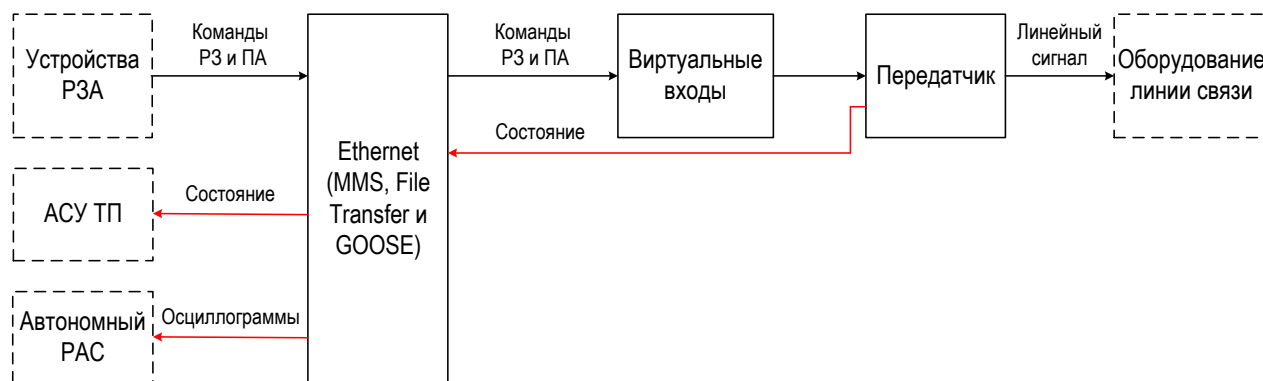 Устройства
РЗА
Команды
РЗ и ПА
Ethernet
(MMS, File
Transfer и
GOOSE)
Команды
РЗ и ПА
Виртуальные
входы
Передатчик
Линейный
сигнал
Оборудование
линии связи
Состояние
АСУ ТП
Состояние
Автономный
РАС
Осциллограммы